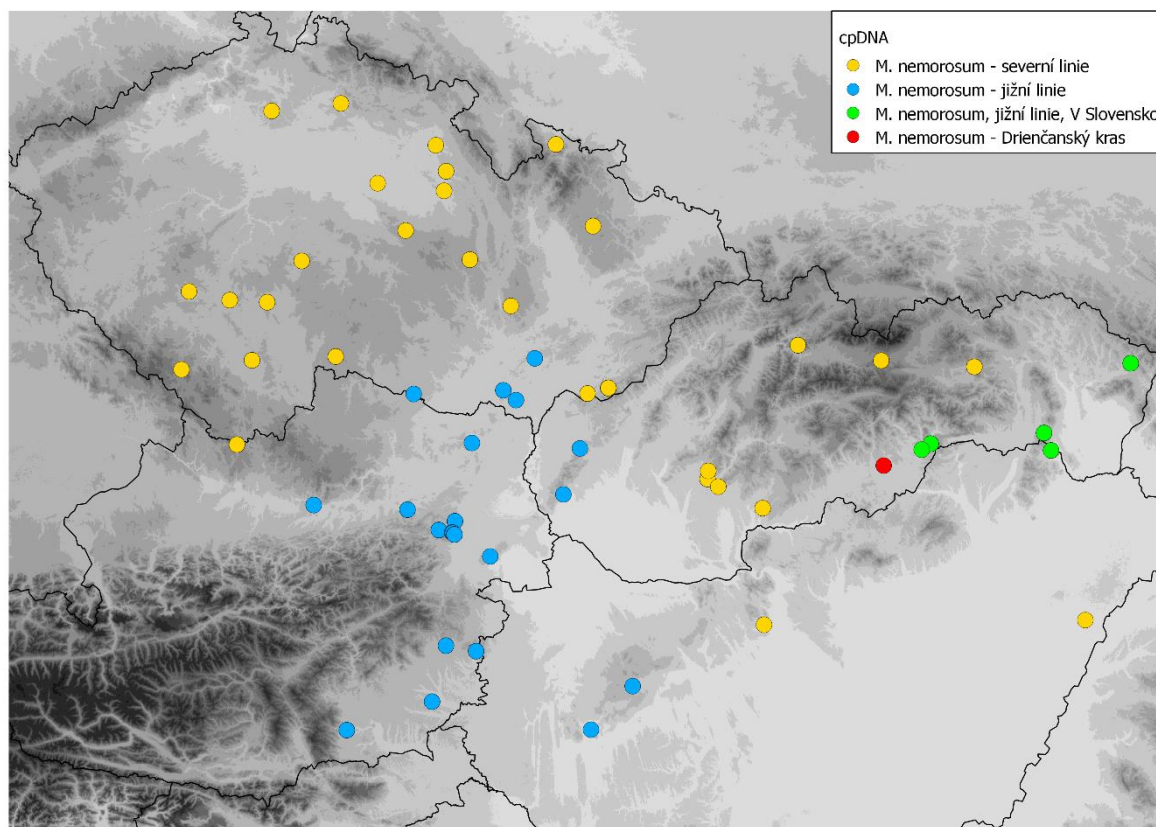 cpDNA
M. nemorosum - severní linie
M. nemorosum - jižní linie
M. nemorosum, jižní linie, V Slovensko
M. nemorosum - Drienčanský kras